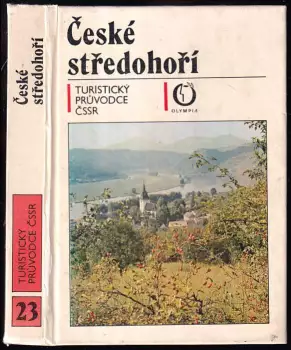 České
středohoří
TURISTICKÝ
PRŮVODCE
ČSSR
OLYMPIA
České
středohoří
TURISTICKÝ
PRŮVODCE ČSSR
23